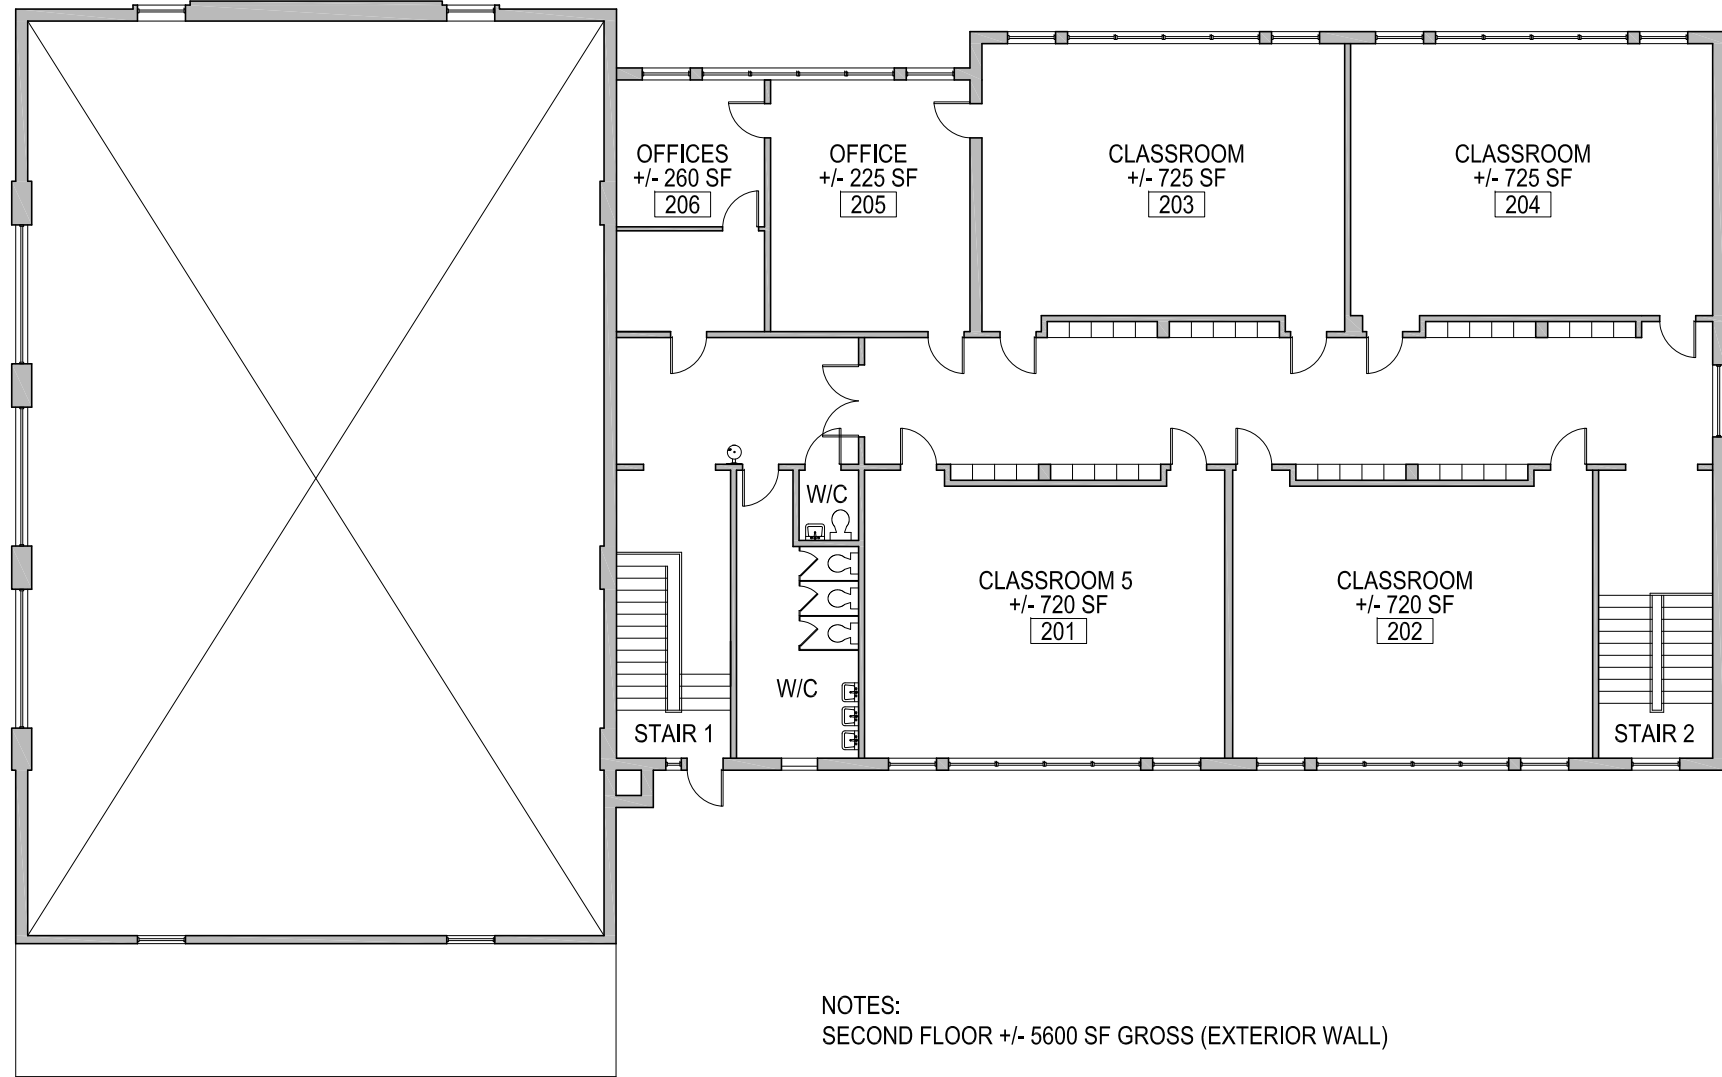 OFFICES
+/- 260 SF
206
OFFICE
+/- 225 SF
205
CLASSROOM
+/- 725 SF
203
CLASSROOM
+/- 725 SF
204
W/C
CLASSROOM 5
+/- 720 SF
201
CLASSROOM
+/- 720 SF
202
W/C
STAIR 1
STAIR 2
NOTES:
SECOND FLOOR +/- 5600 SF GROSS (EXTERIOR WALL)